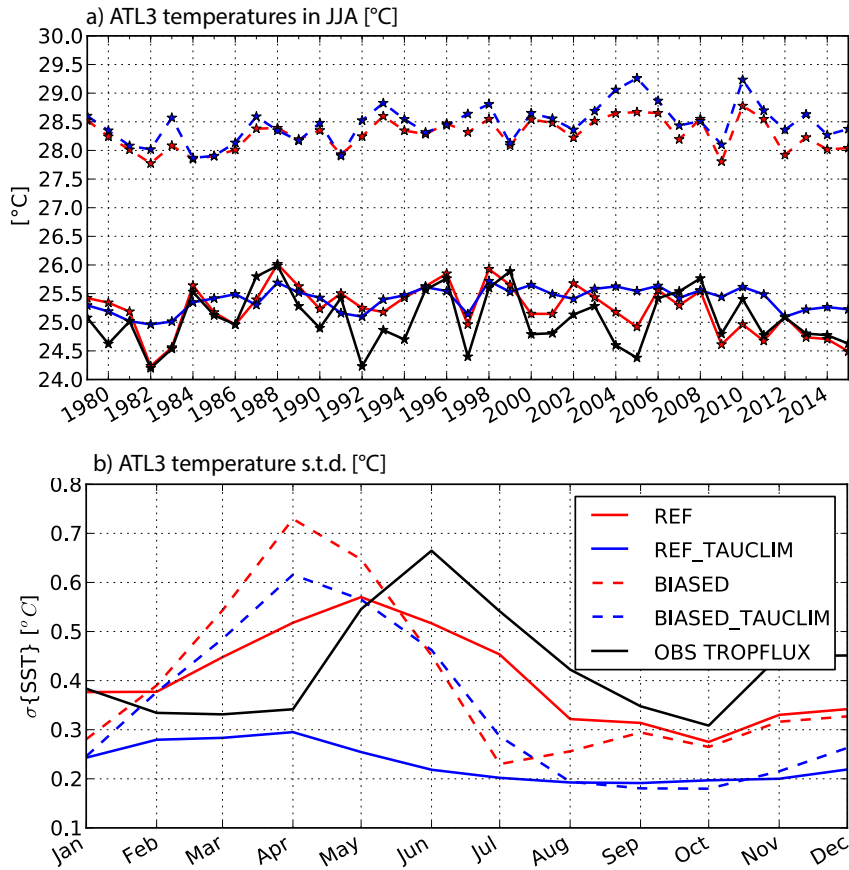 a) ATL3 temperatures in JJA [°C]
30.0
29.5
29.0
28.5
28.0
27.5
27.0
26.5
26.0
25.5
25.0
24.5
24.0
[°C]
1980 1982 1984 1986 1988 1990 1992 1994 1996 1998 2000 2002 2004 2006 2008 2010 2012 2014
b) ATL3 temperature s.t.d. [°C]
0.8
0.7
0.6
0.5
0.4
0.3
0.2
0.1
σ{SST} [°C]
REF
REF_TAUCLIM
BIASED
BIASED_TAUCLIM
OBS TROPFLUX
Jan Feb Mar Apr May Jun Jul Aug Sep Oct Nov Dec